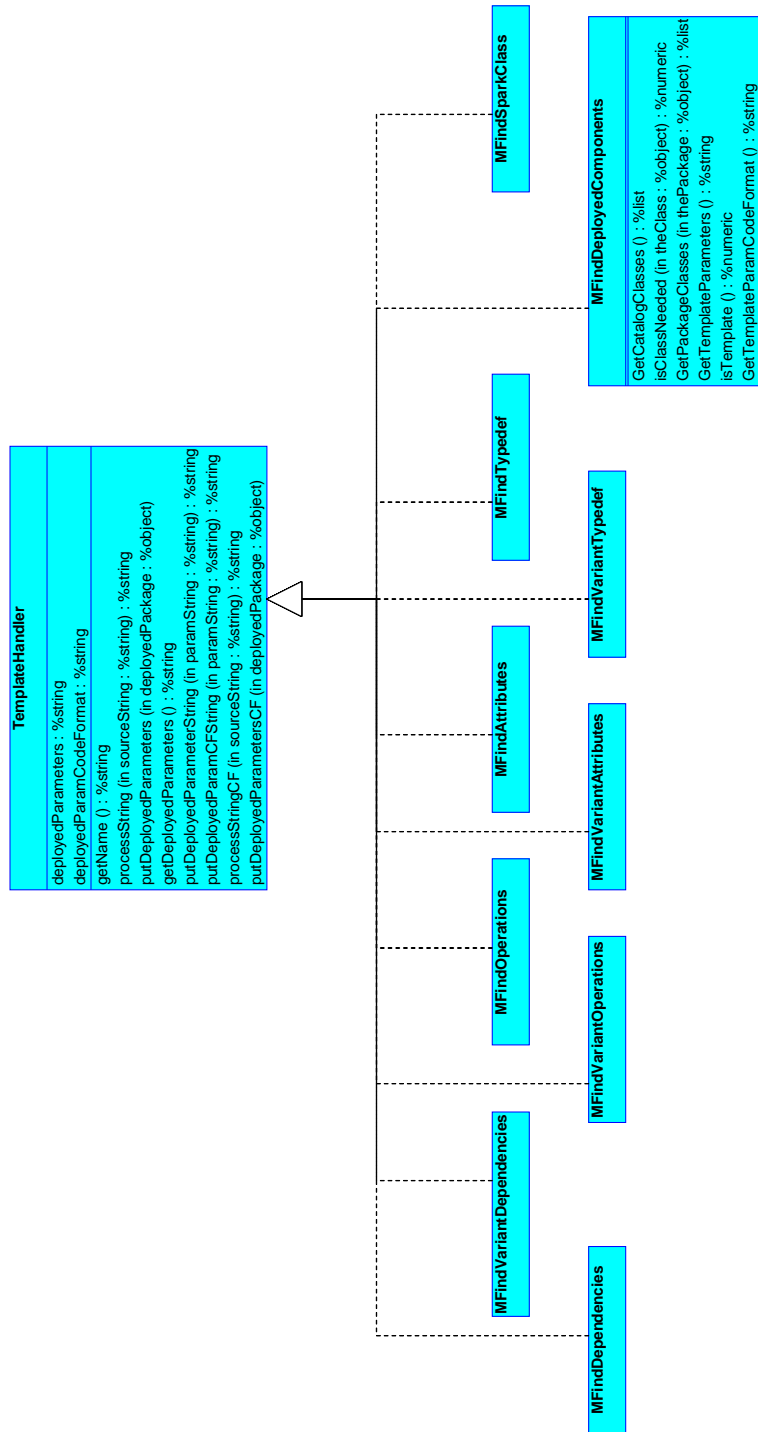 TemplateHandler
deployedParameters : %string
deployedParamCodeFormat : %string
getName () : %string
processString (in sourceString : %string) : %string
putDeployedParameters (in deployedPackage : %object)
getDeployedParameters () : %string
putDeployedParameterString (in paramString : %string) : %string
putDeployedParamCFString (in paramString : %string) : %string
processStringCF (in sourceString : %string) : %string
putDeployedParametersCF (in deployedPackage : %object)
MFindVariantDependencies
MFindOperations
MFindAttributes
MFindTypedef
MFindSparkClass
MFindDependencies
MFindVariantOperations
MFindVariantAttributes
MFindVariantTypedef
MFindDeployedComponents
GetCatalogClasses () : %list
isClassNeeded (in theClass : %object) : %numeric
GetPackageClasses (in thePackage : %object) : %list
GetTemplateParameters () : %string
isTemplate () : %numeric
GetTemplateParamCodeFormat () : %string